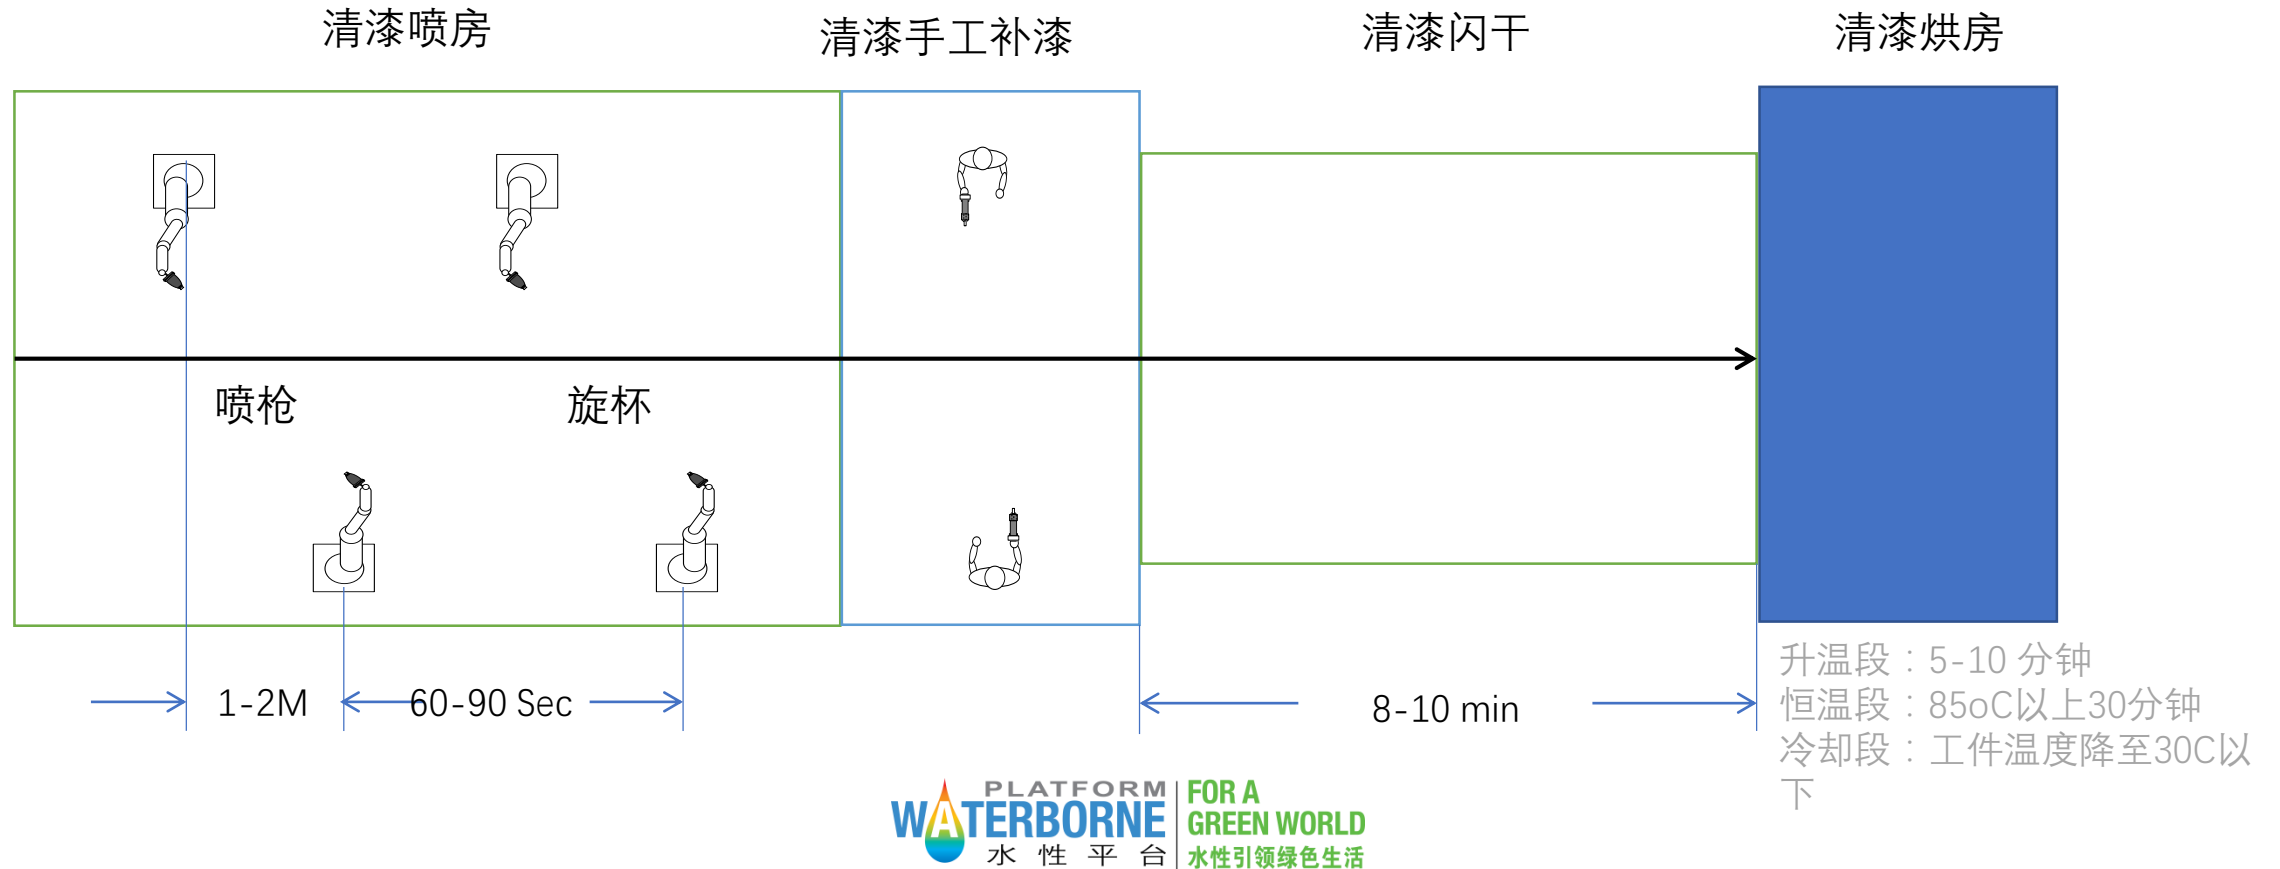 清漆喷房
清漆手工补漆
清漆闪干
清漆烘房
喷枪
旋杯
1-2M
60-90 Sec
8-10 min
升温段：5-10 分钟
恒温段：85oC以上30分钟
冷却段：工件温度降至30C以
下
PLATFORM
WATERBORNE
水性平台
FOR A
GREEN WORLD
水性引领绿色生活